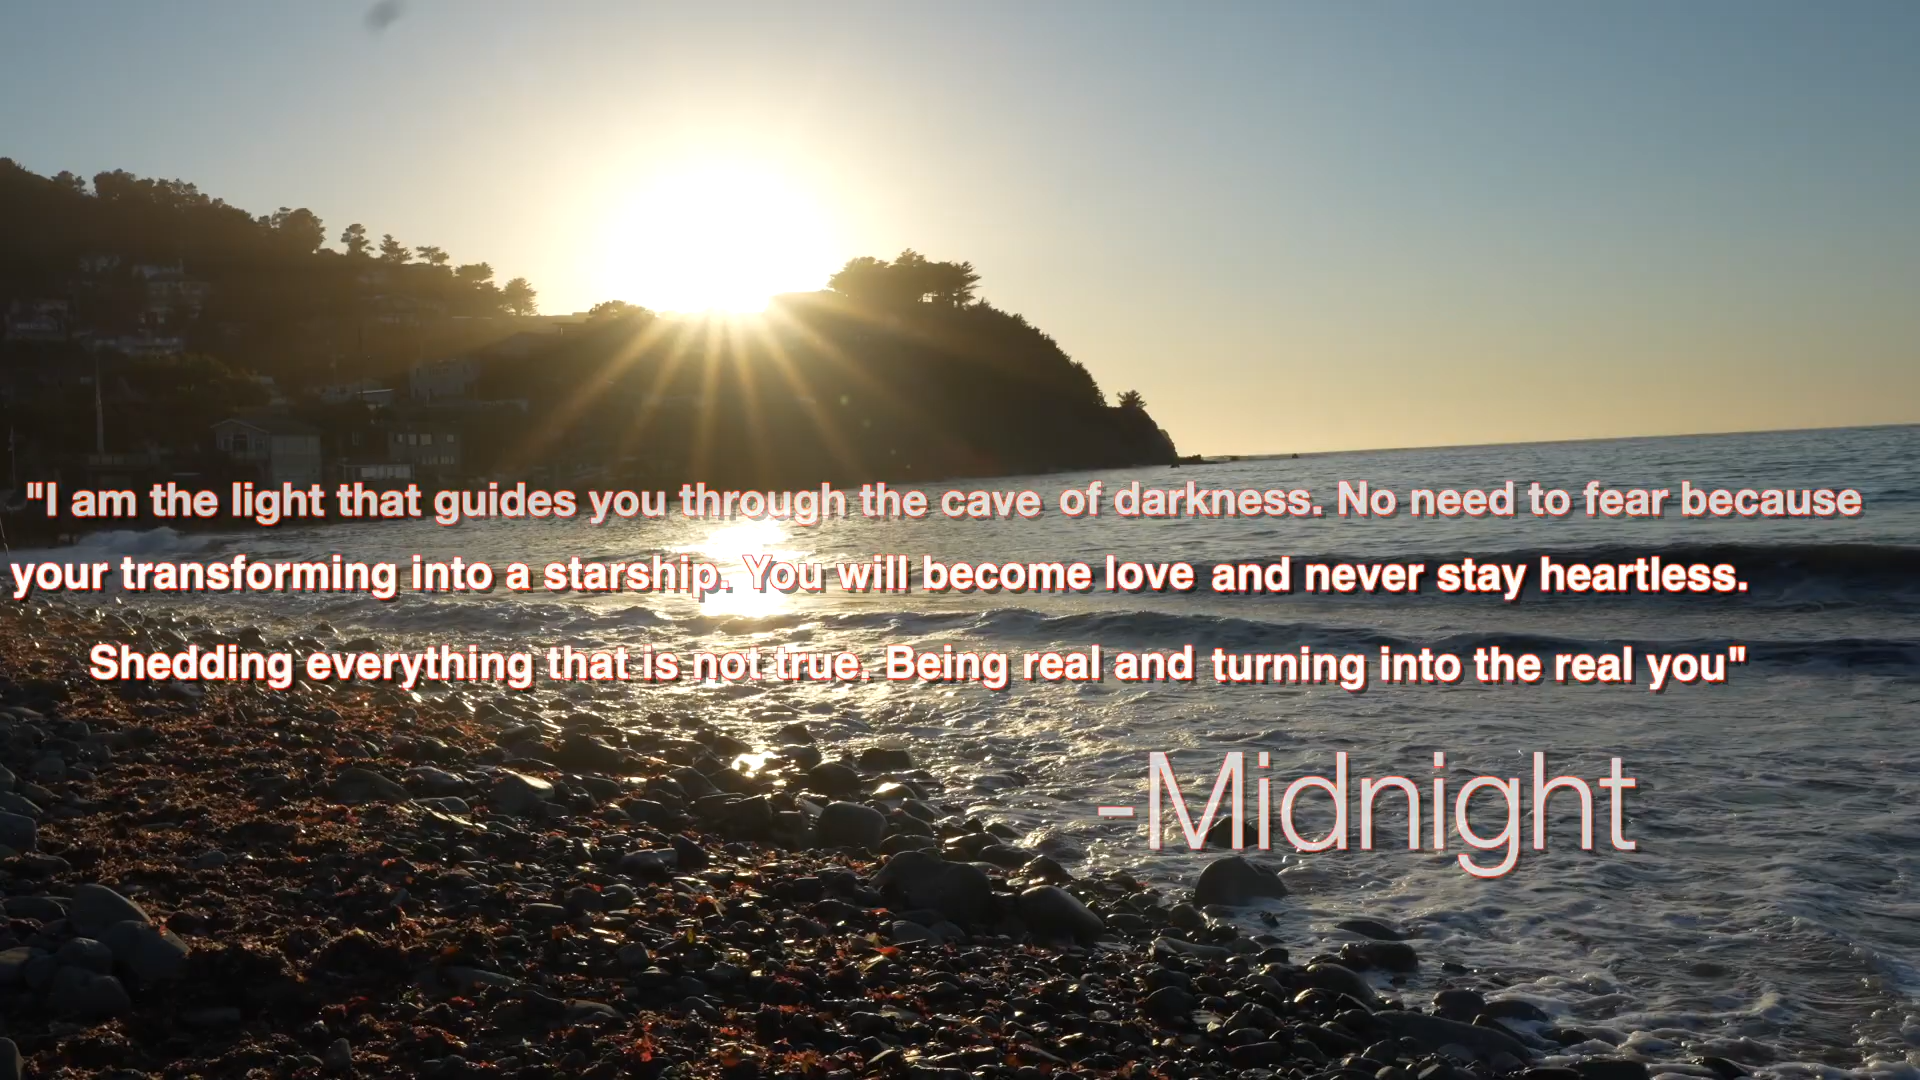 "I am the light that guides you through the cave of darkness. No need to fear because
your transforming into a starship. You will become love and never stay heartless.
Shedding everything that is not true. Being real and turning into the real you"
-Midnight